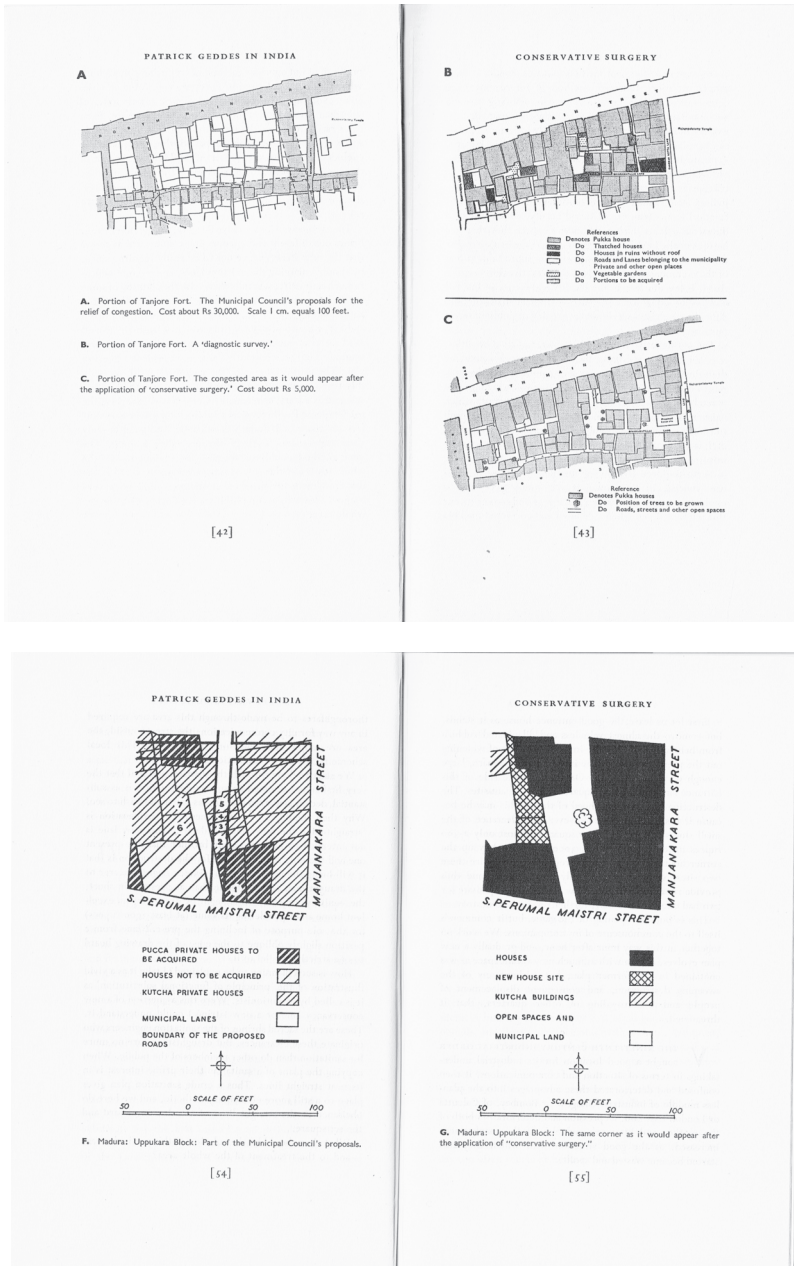 PATRICK GEDDES IN INDIA
A
NORTH MAIN STREET
A. Portion of Tanjore Fort. The Municipal Council's proposals for the
relief of congestion. Cost about Rs 30,000. Scale 1 cm. equals 100 feet.
B. Portion of Tanjore Fort. A 'diagnostic survey.'
C. Portion of Tanjore Fort. The congested area as it would appear after
the application of 'conservative surgery.' Cost about Rs 5,000.
[42]
CONSERVATIVE SURGERY
B
NORTH MAIN STREET
References
Denotes Pukka house
Do Thatched houses
Do Houses in ruins without roof
Do Roads and Lanes belonging to the municipality
Private and other open places
Do Vegetable gardens
Do Portions to be acquired
C
NORTH MAIN STREET
Reference
Denotes Pukka houses
Do Position of trees to be grown
Do Roads, streets and other open spaces
[43]
PATRICK GEDDES IN INDIA
7
6
5
4
3
2
1
MANJANAKARA STREET
S. PERUMAL MAISTRI STREET
PUCCA PRIVATE HOUSES TO
BE ACQUIRED
HOUSES NOT TO BE ACQUIRED
KUTCHA PRIVATE HOUSES
MUNICIPAL LANES
BOUNDARY OF THE PROPOSED
ROADS
SCALE OF FEET
50 0 50 100
F. Madura: Uppukara Block: Part of the Municipal Council's proposals.
[54]
CONSERVATIVE SURGERY
MANJANAKARA STREET
S. PERUMAL MAISTRI STREET
HOUSES
NEW HOUSE SITE
KUTCHA BUILDINGS
OPEN SPACES AND
MUNICIPAL LAND
SCALE OF FEET
50 0 50 100
G. Madura: Uppukara Block: The same corner as it would appear after
the application of "conservative surgery."
[55]